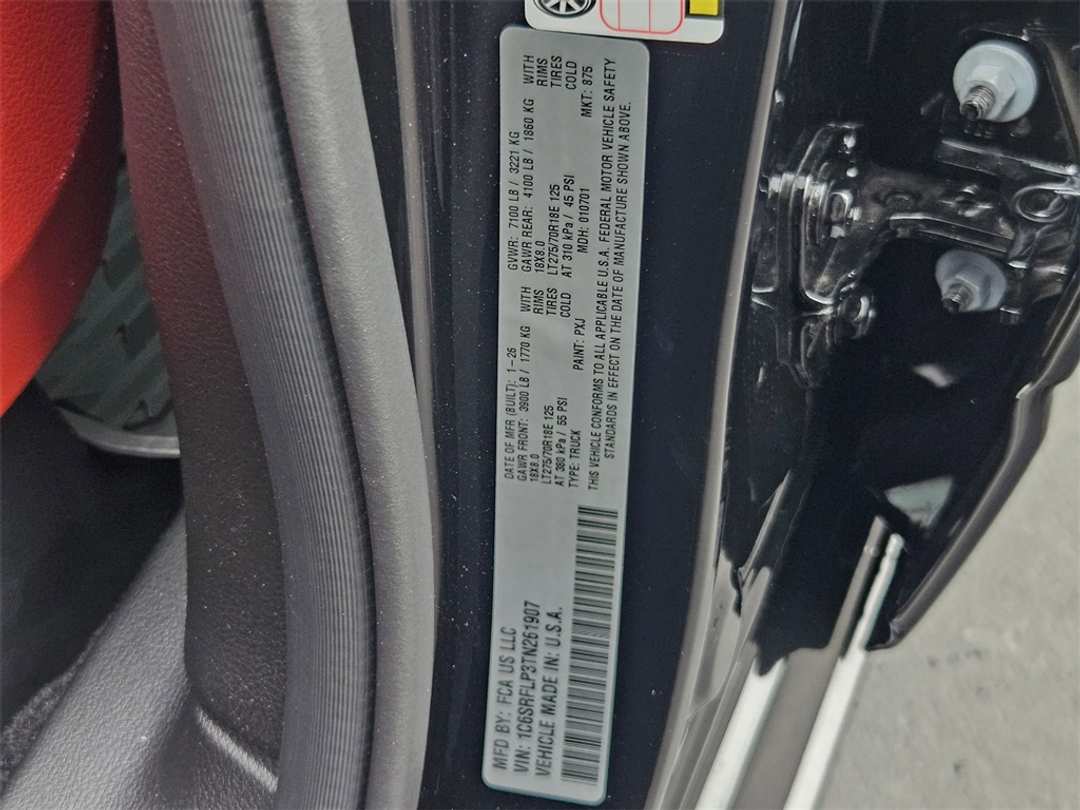 MFD BY: FCA US LLC
VIN: 1C6SRFLP3TN261907
VEHICLE MADE IN: U.S.A.
DATE OF MFR (BUILT): 1-26 GVWR: 7100 LB / 3221 KG
GAWR FRONT: 3900 LB / 1770 KG WITH GAWR REAR: 4100 LB / 1860 KG WITH
18X8.0 RIMS 18X8.0 RIMS
LT275/70R18E 125 TIRES LT275/70R18E 125 TIRES
AT 380 kPa / 55 PSI COLD AT 310 kPa / 45 PSI COLD
TYPE: TRUCK PAINT: PXJ MDH: 010701 MKT: 875
THIS VEHICLE CONFORMS TO ALL APPLICABLE U.S.A. FEDERAL MOTOR VEHICLE SAFETY
STANDARDS IN EFFECT ON THE DATE OF MANUFACTURE SHOWN ABOVE.